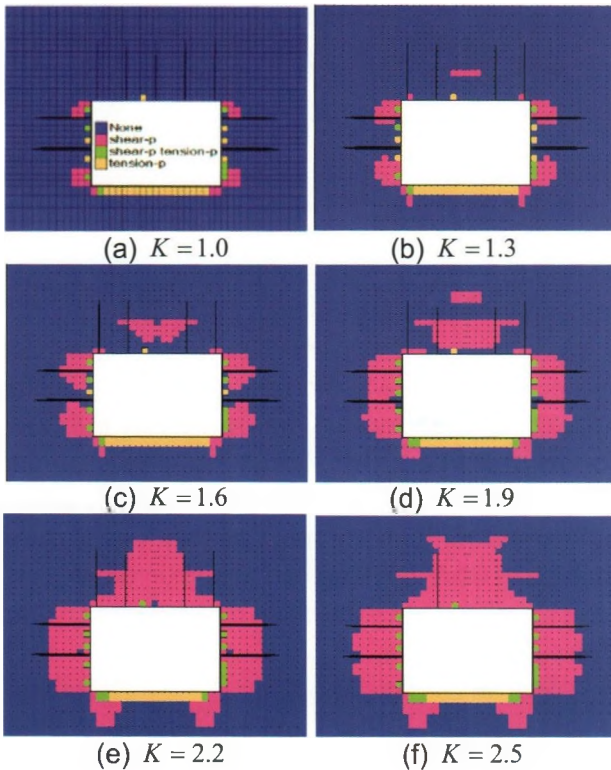 None
shear-p
shear-p tension-p
tension-p
(a) K = 1.0
(b) K = 1.3
(c) K = 1.6
(d) K = 1.9
(e) K = 2.2
(f) K = 2.5